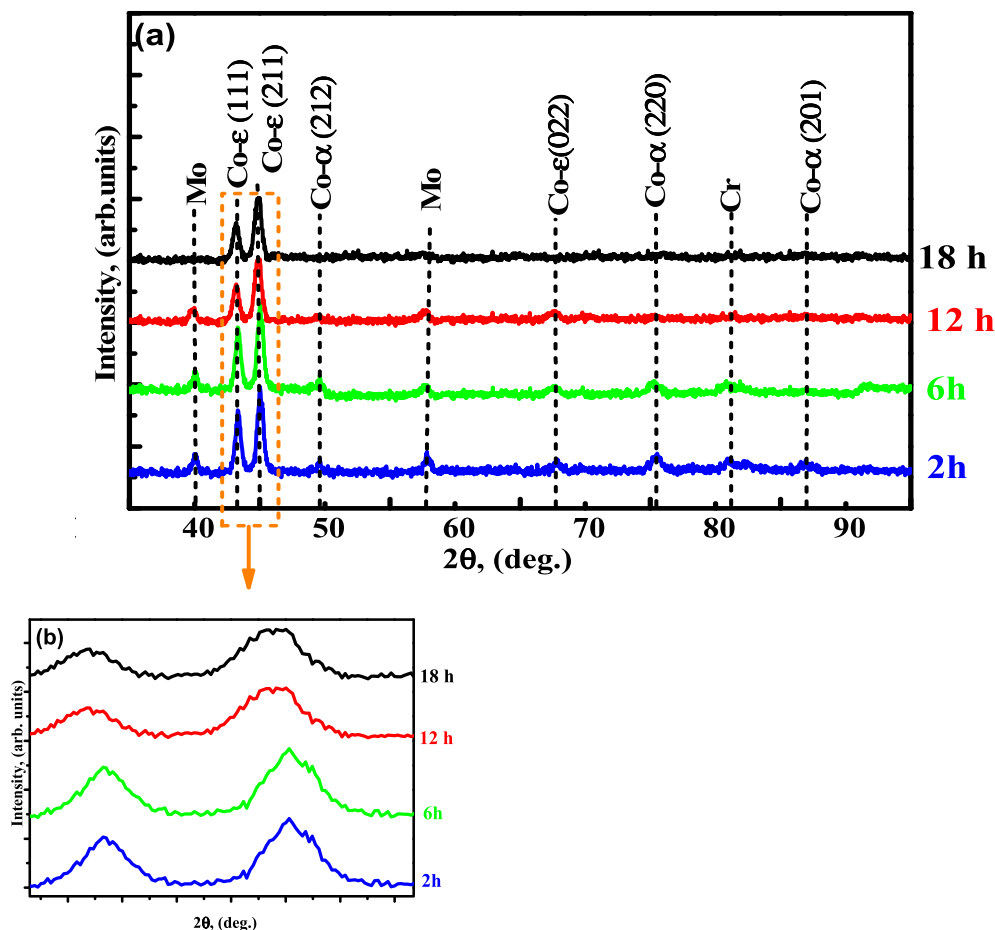 (a)
Intensity, (arb.units)
Mo
Co-ε (111)
Co-ε (211)
Co-α (212)
Mo
Co-ε(022)
Co-α (220)
Cr
Co-α (201)
18 h
12 h
6h
2h
40 50 60 70 80 90
2θ, (deg.)
(b)
Intensity, (arb. units)
18 h
12 h
6h
2h
2θ, (deg.)